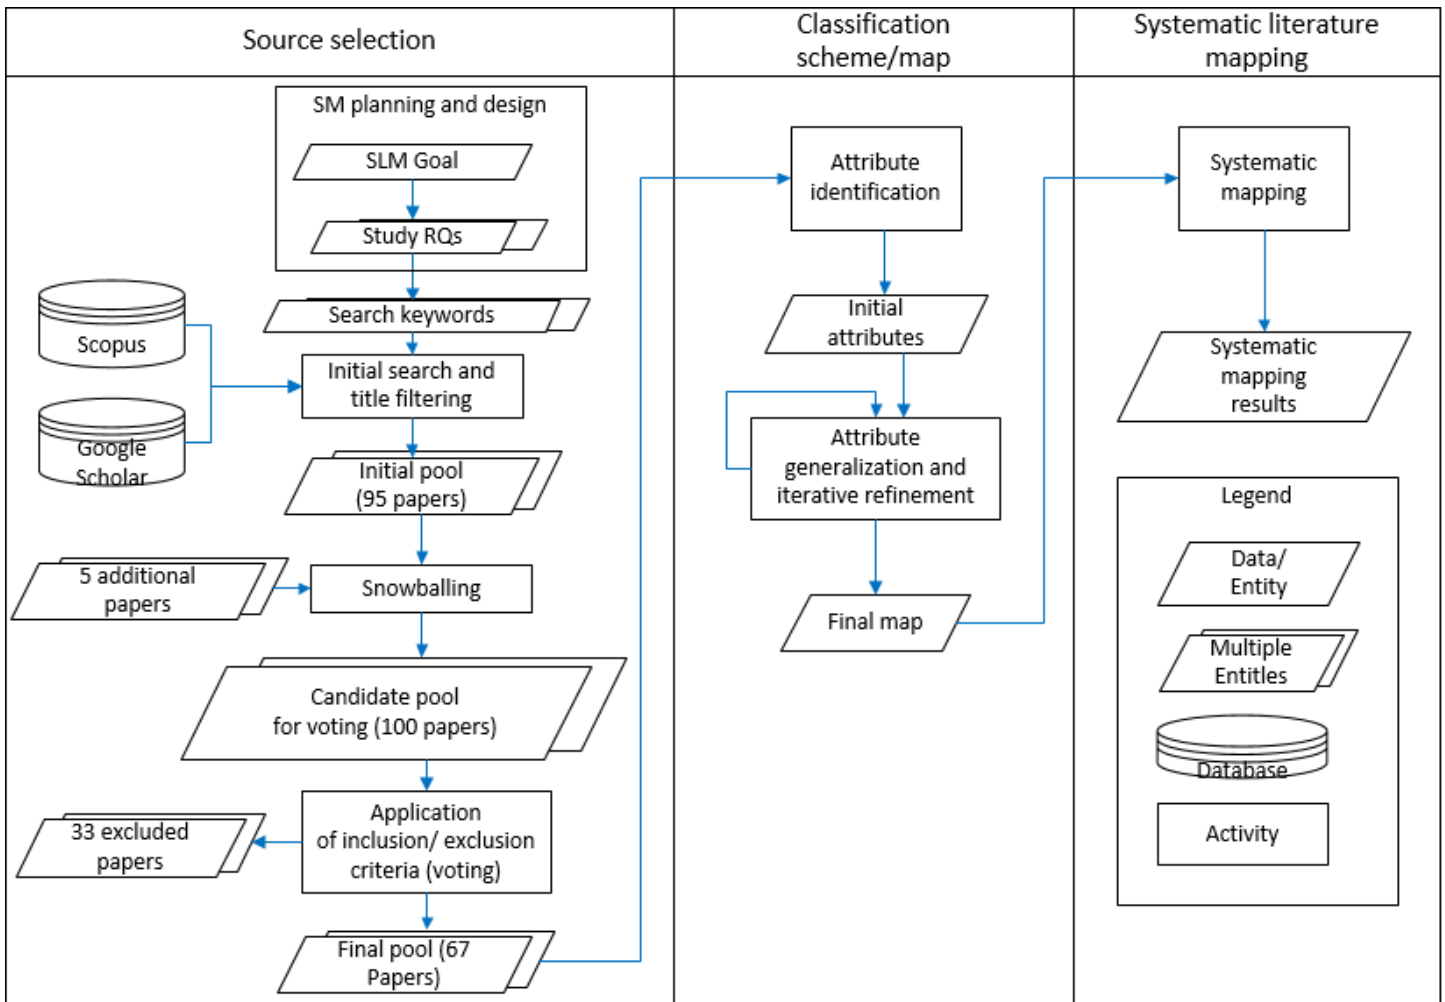 Source selection
Classification
scheme/map
Systematic literature
mapping
SM planning and design
SLM Goal
Study RQs
Search keywords
Scopus
Google
Scholar
Initial search and
title filtering
Initial pool
(95 papers)
5 additional
papers
Snowballing
Candidate pool
for voting (100 papers)
Application
of inclusion/ exclusion
criteria (voting)
33 excluded
papers
Final pool (67
Papers)
Attribute
identification
Initial
attributes
Attribute
generalization and
iterative refinement
Final map
Systematic
mapping
Systematic
mapping
results
Legend
Data/
Entity
Multiple
Entitles
Database
Activity